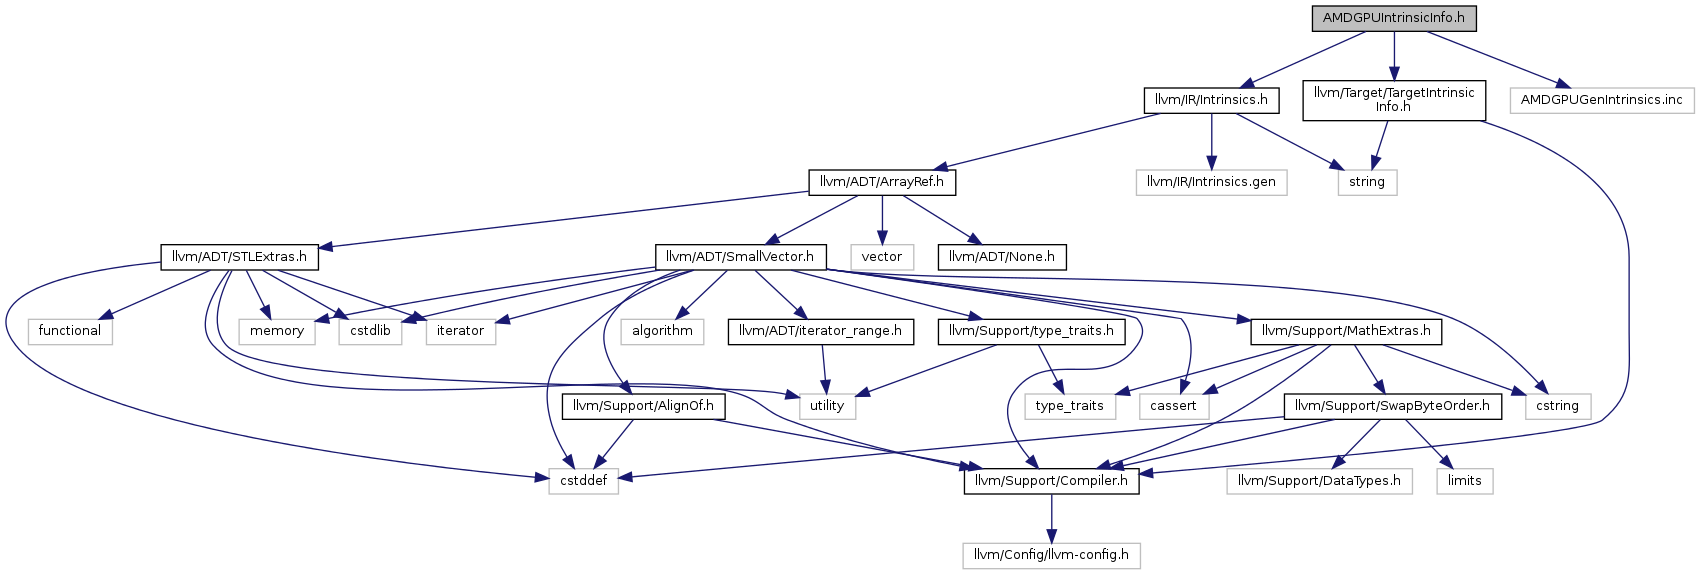 AMDGPUIntrinsicInfo.h
llvm/IR/Intrinsics.h
llvm/Target/TargetIntrinsic
Info.h
AMDGPUGenIntrinsics.inc
llvm/ADT/ArrayRef.h
llvm/IR/Intrinsics.gen
string
llvm/ADT/STLExtras.h
llvm/ADT/SmallVector.h
vector
llvm/ADT/None.h
functional
memory
cstdlib
iterator
algorithm
llvm/ADT/iterator_range.h
llvm/Support/type_traits.h
llvm/Support/MathExtras.h
llvm/Support/AlignOf.h
utility
type_traits
cassert
llvm/Support/SwapByteOrder.h
cstring
cstddef
llvm/Support/Compiler.h
llvm/Support/DataTypes.h
limits
llvm/Config/llvm-config.h